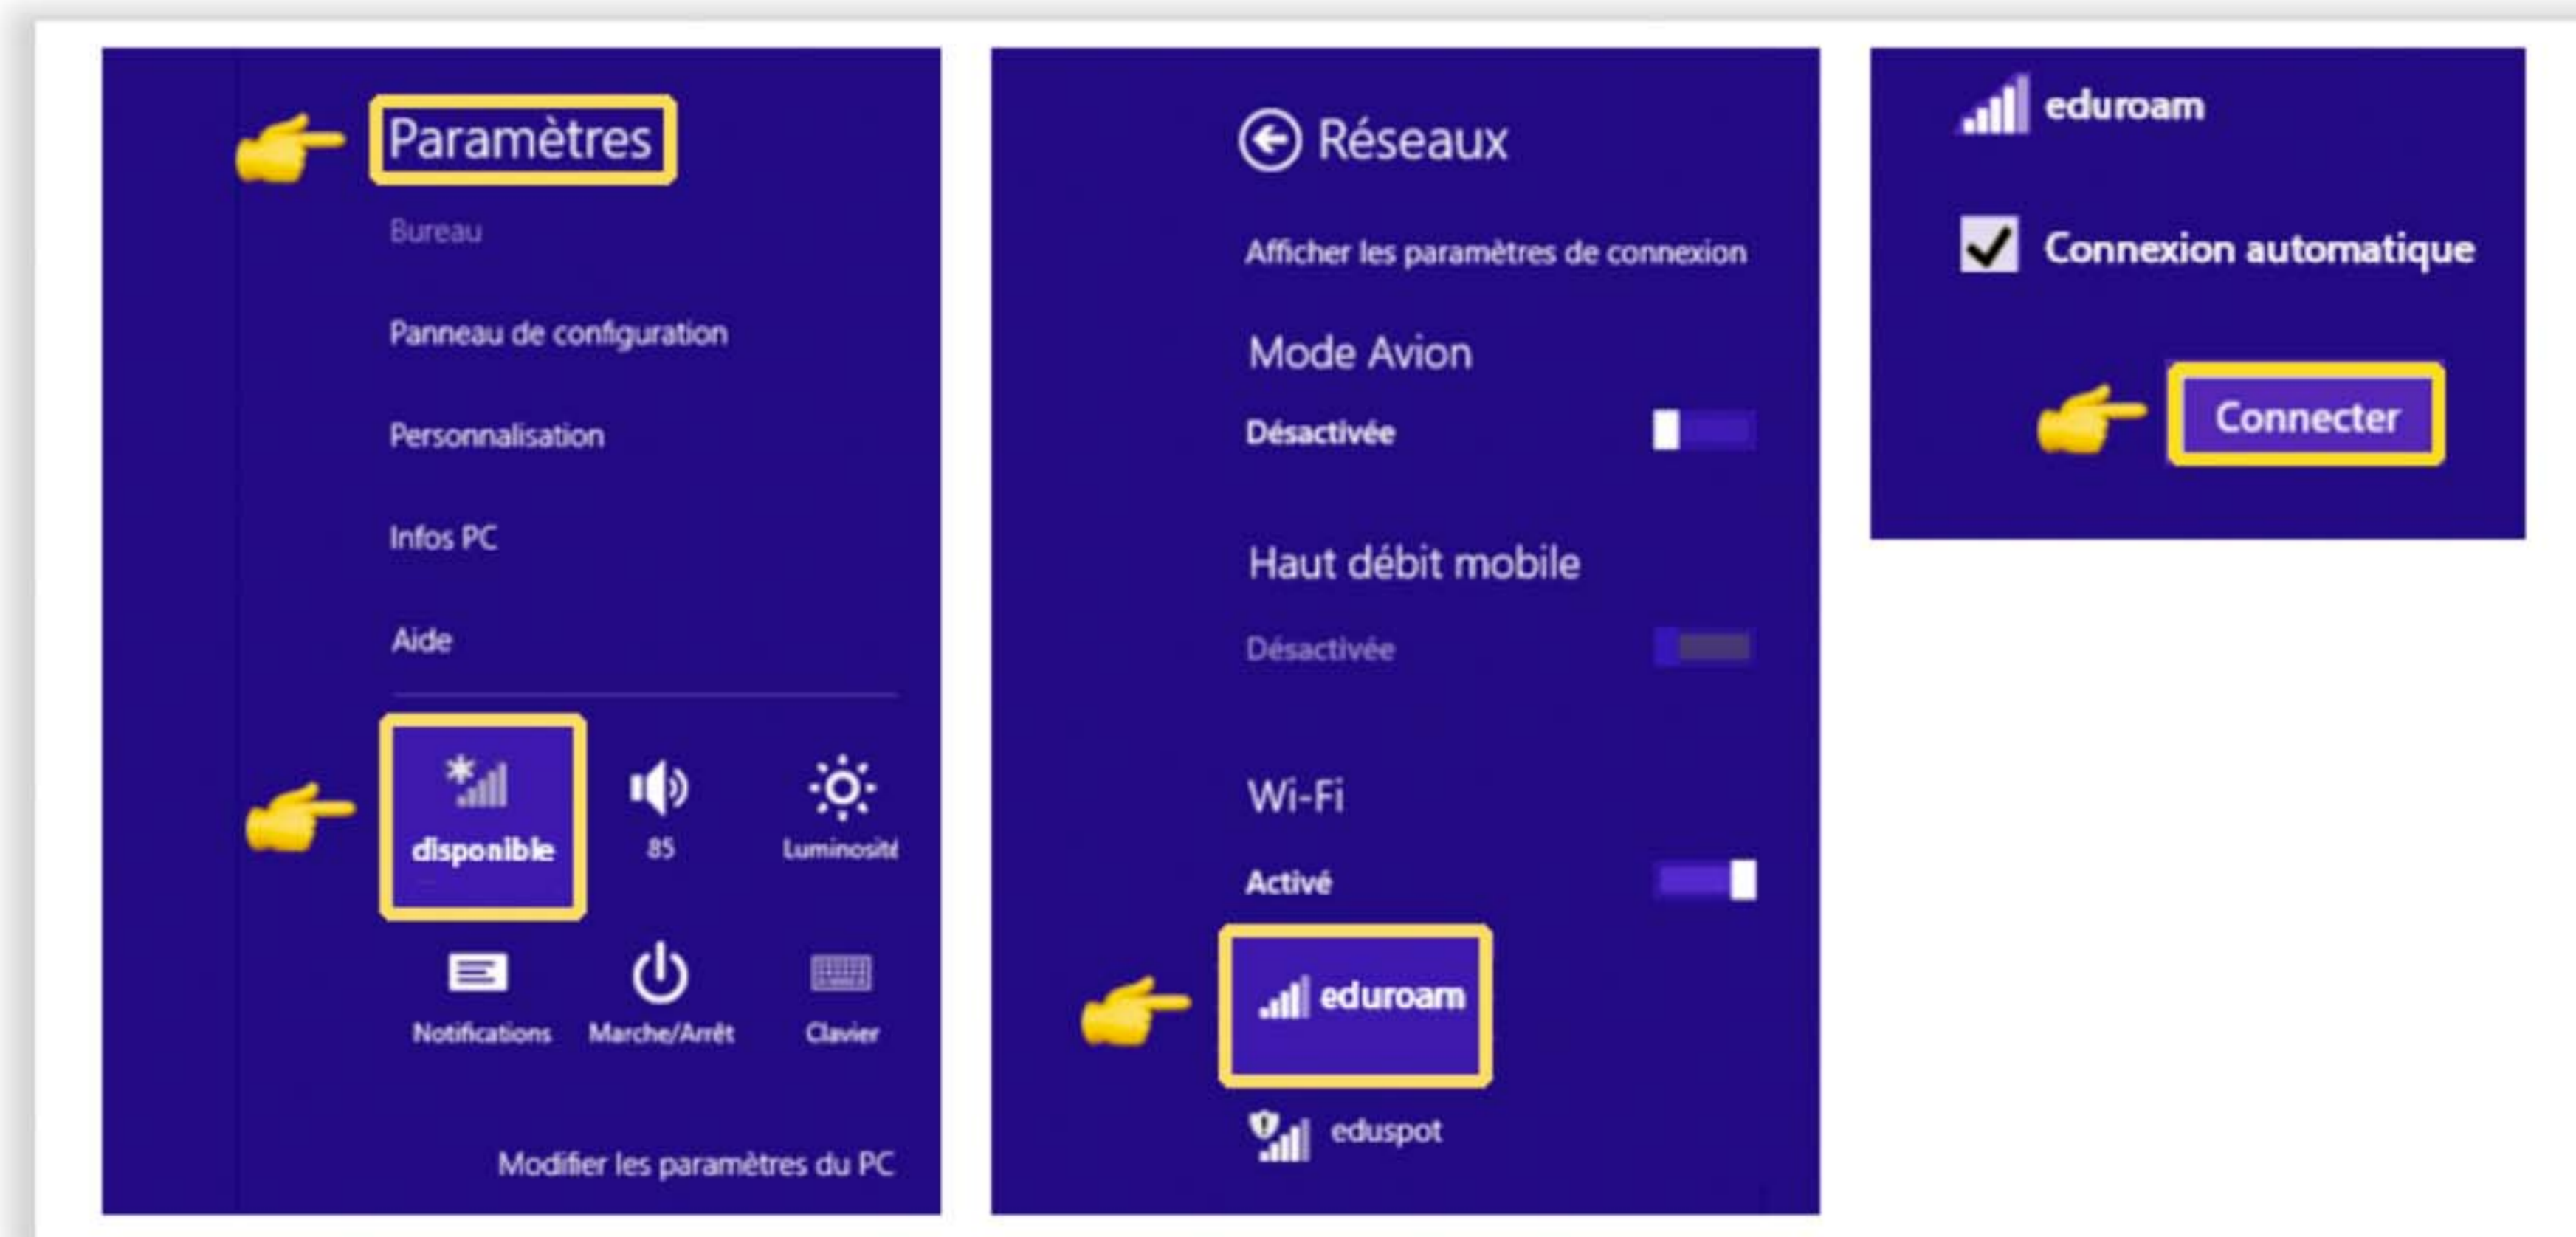 Paramètres
Bureau
Panneau de configuration
Personnalisation
Infos PC
Aide
disponible
85
Luminosité
Notifications
Marche/Arrêt
Clavier
Modifier les paramètres du PC
Réseaux
Afficher les paramètres de connexion
Mode Avion
Désactivée
Haut débit mobile
Désactivée
Wi-Fi
Activé
eduroam
eduspot
eduroam
Connexion automatique
Connecter